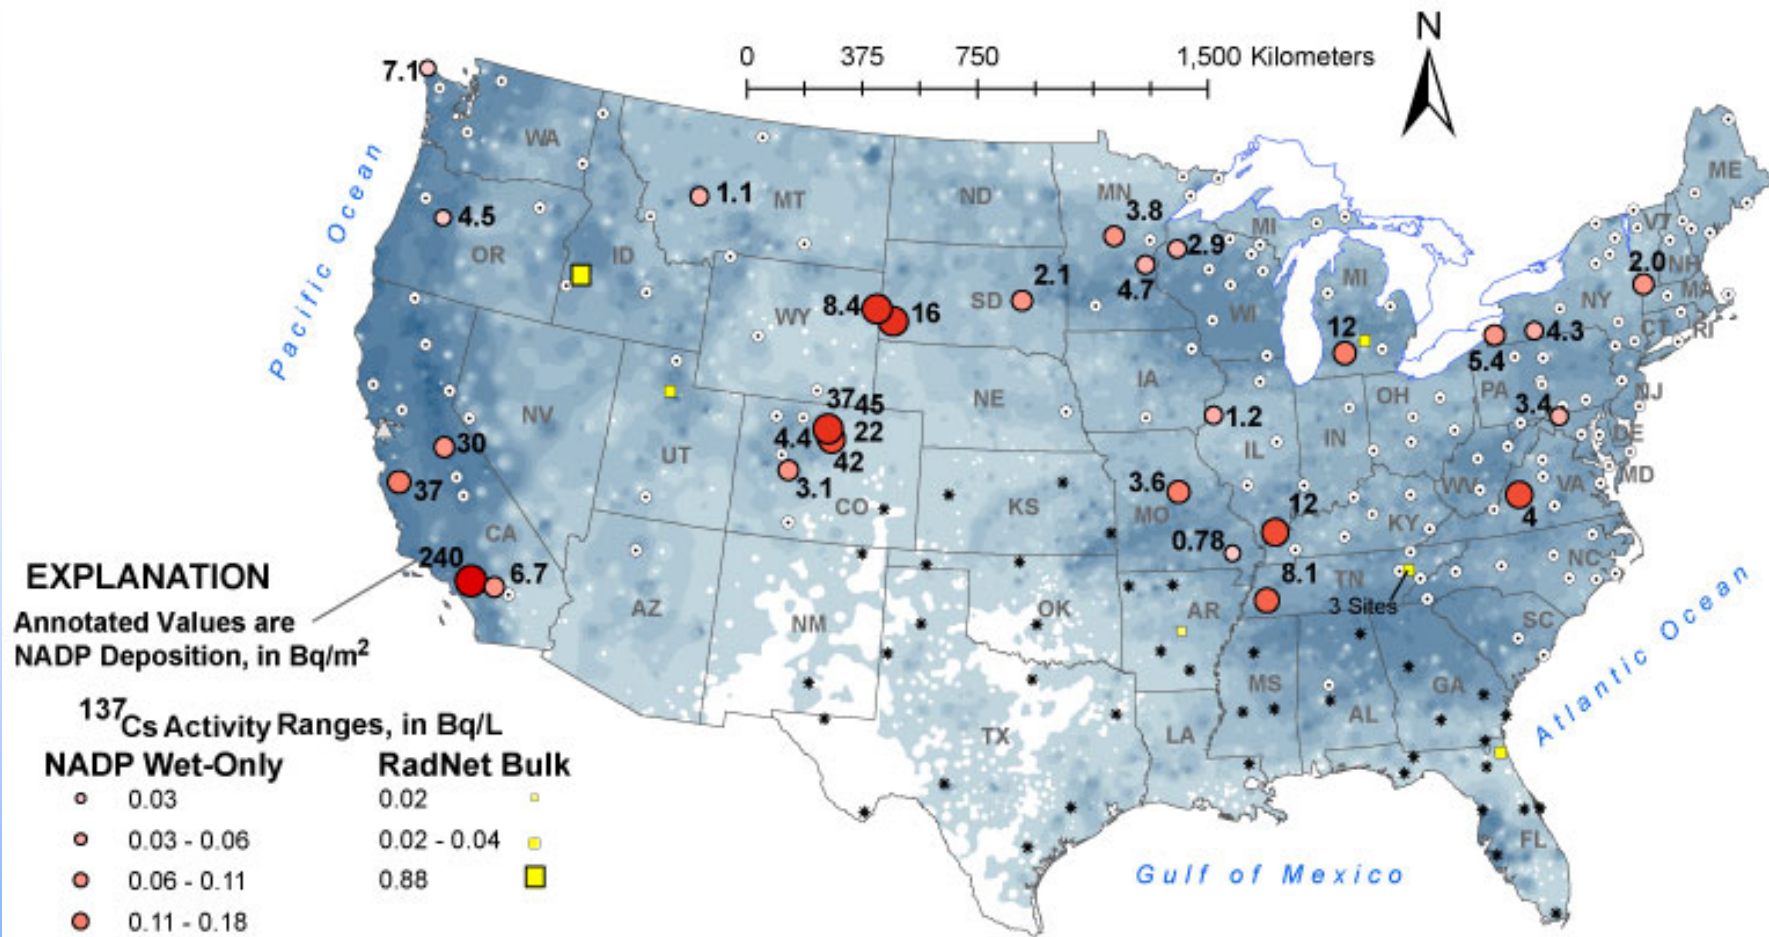 N
0 375 750 1,500 Kilometers
7.1
WA
Pacific Ocean
1.1
MT
ND
MN
3.8
MI
ME
VT
4.5
OR
ID
2.9
2.1
4.7
MI
2.0
NH
MA
NY
CT
RI
8.4
16
WY
SD
WI
12
4.3
5.4
IA
NE
OH
PA
NJ
3.4
NV
37
45
22
4.4
42
3.1
CO
UT
30
37
CA
1.2
IL
IN
DE
MD
WV
VA
4
KS
3.6
MO
12
KY
0.78
NC
240
6.7
EXPLANATION
Annotated Values are
NADP Deposition, in Bq/m2
AZ
NM
OK
AR
8.1
TN
3 Sites
SC
Atlantic Ocean
MS
AL
GA
LA
TX
FL
Gulf of Mexico
137Cs Activity Ranges, in Bq/L
NADP Wet-Only RadNet Bulk
0.03 0.02
0.03 - 0.06 0.02 - 0.04
0.06 - 0.11 0.88
0.11 - 0.18